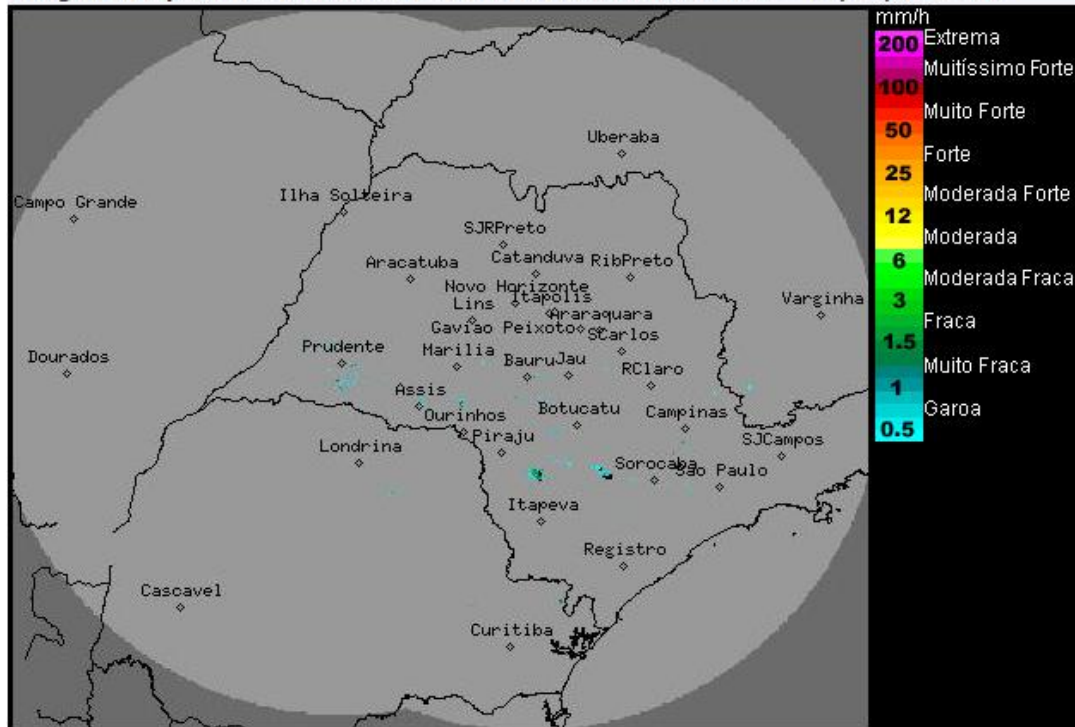 mm/h
200 Extrema
Muitíssimo Forte
100
Muito Forte
50
Forte
25
Moderada Forte
12
Moderada
6
Moderada Fraca
3
Fraca
1.5
Muito Fraca
1
Garoa
0.5
Uberaba
Campo Grande
Ilha Solteira
SJRPreto
Aracatuba
Catanduva
RibPreto
Novo Horizonte
Lins
Itapolis
Araraquara
Varginha
Gaviao Peixoto
SCarlos
Dourados
Prudente
Marilia
Bauru
Jau
RClaro
Assis
Ourinhos
Botucatu
Campinas
Londrina
Piraju
SJCampos
Sorocaba
Sao Paulo
Itapeva
Registro
Cascavel
Curitiba